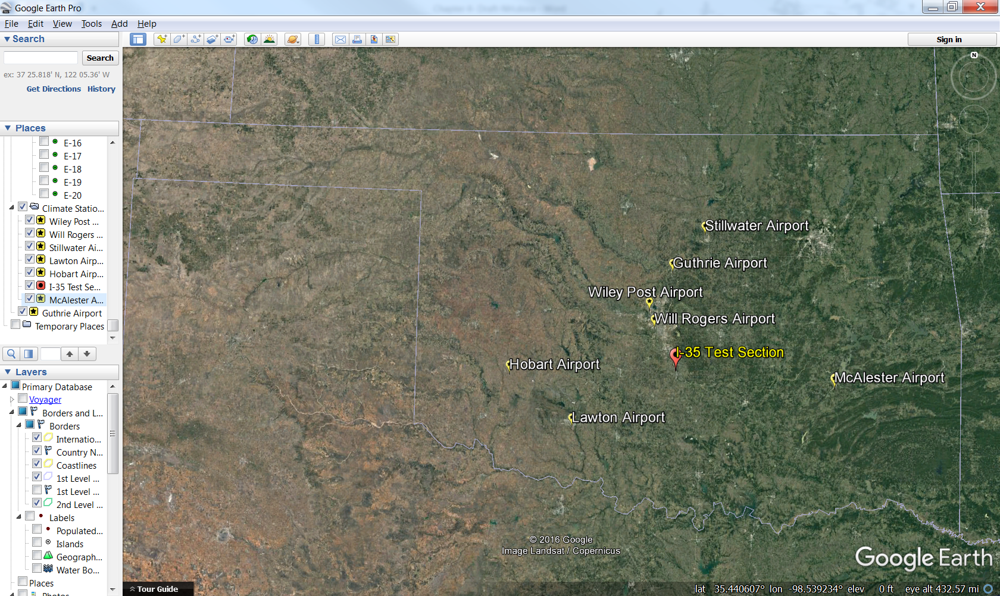 Google Earth Pro
File Edit View Tools Add Help
Search
Search
ex: 37 25.818' N, 122 05.36' W
Get Directions History
Places
E-16
E-17
E-18
E-19
E-20
Climate Statio...
Wiley Post ...
Will Rogers ...
Stillwater Ai...
Lawton Airp...
Hobart Airp...
I-35 Test Se...
McAlester A...
Guthrie Airport
Temporary Places
Layers
Primary Database
Voyager
Borders and L...
Borders
Internatio...
Country N...
Coastlines
1st Level ...
1st Level ...
2nd Level ...
Labels
Populated...
Islands
Geograph...
Water Bo...
Places
Photos
Sign in
N
Stillwater Airport
Guthrie Airport
Wiley Post Airport
Will Rogers Airport
I-35 Test Section
Hobart Airport
McAlester Airport
Lawton Airport
© 2016 Google
Image Landsat / Copernicus
Google Earth
Tour Guide
lat 35.440607° lon -98.539234° elev 0 ft eye alt 432.57 mi